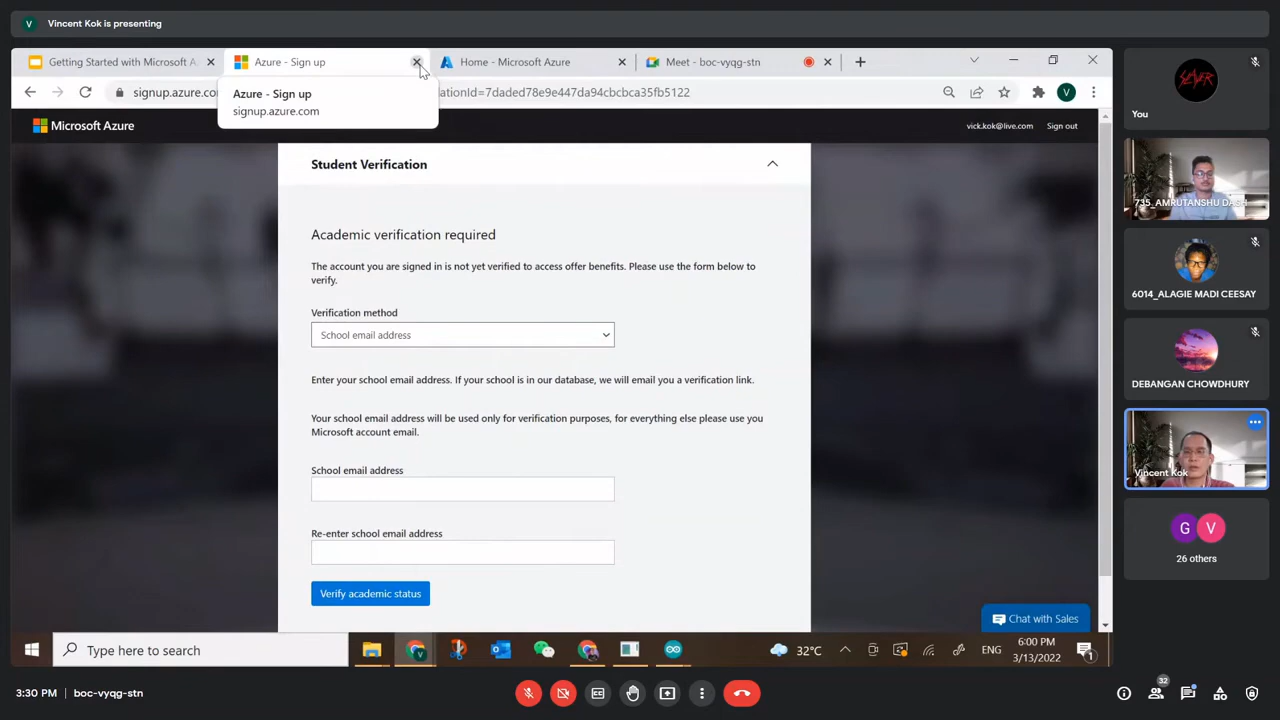 V Vincent Kok is presenting
Getting Started with Microsoft A
Azure - Sign up
Home - Microsoft Azure
Meet - boc-vyqg-stn
signup.azure.co
ationId=7daded78e9e447da94cbcbca35fb5122
V
Azure - Sign up
signup.azure.com
Microsoft Azure
vick.kok@live.com
Sign out
Student Verification
Academic verification required
The account you are signed in is not yet verified to access offer benefits. Please use the form below to
verify.
Verification method
School email address
Enter your school email address. If your school is in our database, we will email you a verification link.
Your school email address will be used only for verification purposes, for everything else please use you
Microsoft account email.
School email address
Re-enter school email address
Verify academic status
Chat with Sales
Type here to search
32°C
ENG
6:00 PM
3/13/2022
1
SLAYER
You
735_AMRUTANSHU DASH
6014_ALAGIE MADI CEESAY
DEBANGAN CHOWDHURY
Vincent Kok
G V
26 others
3:30 PM
boc-vyqg-stn
32